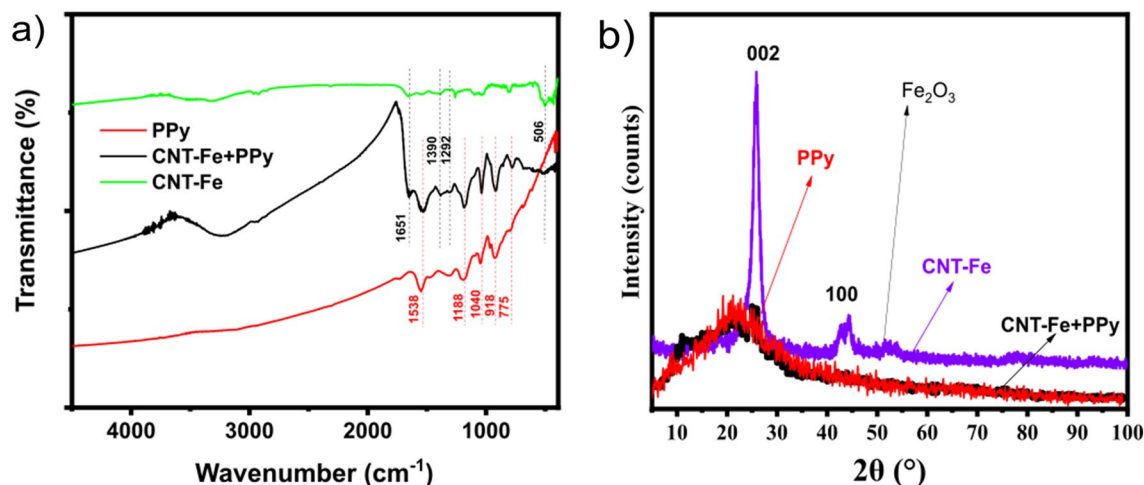 a)
Transmittance (%)
PPy
CNT-Fe+PPy
CNT-Fe
1651
1390
1292
506
1538
1188
1040
918
775
4000 3000 2000 1000
Wavenumber (cm⁻¹)
b)
Intensity (counts)
002
Fe₂O₃
PPy
CNT-Fe
100
CNT-Fe+PPy
10 20 30 40 50 60 70 80 90 100
2θ (°)